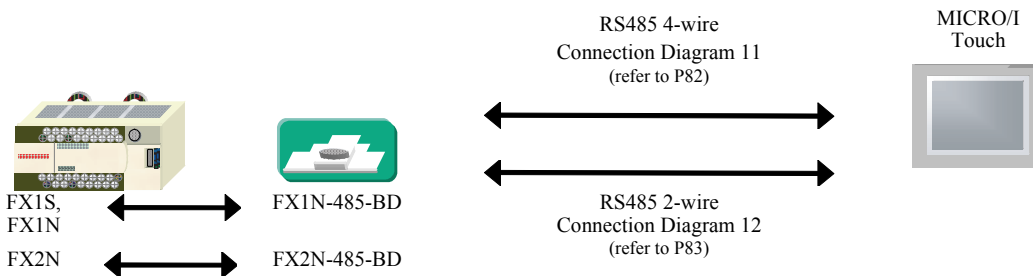 RS485 4-wire
Connection Diagram 11
(refer to P82)
MICRO/I
Touch
FX1S,
FX1N
FX1N-485-BD
RS485 2-wire
Connection Diagram 12
(refer to P83)
FX2N
FX2N-485-BD